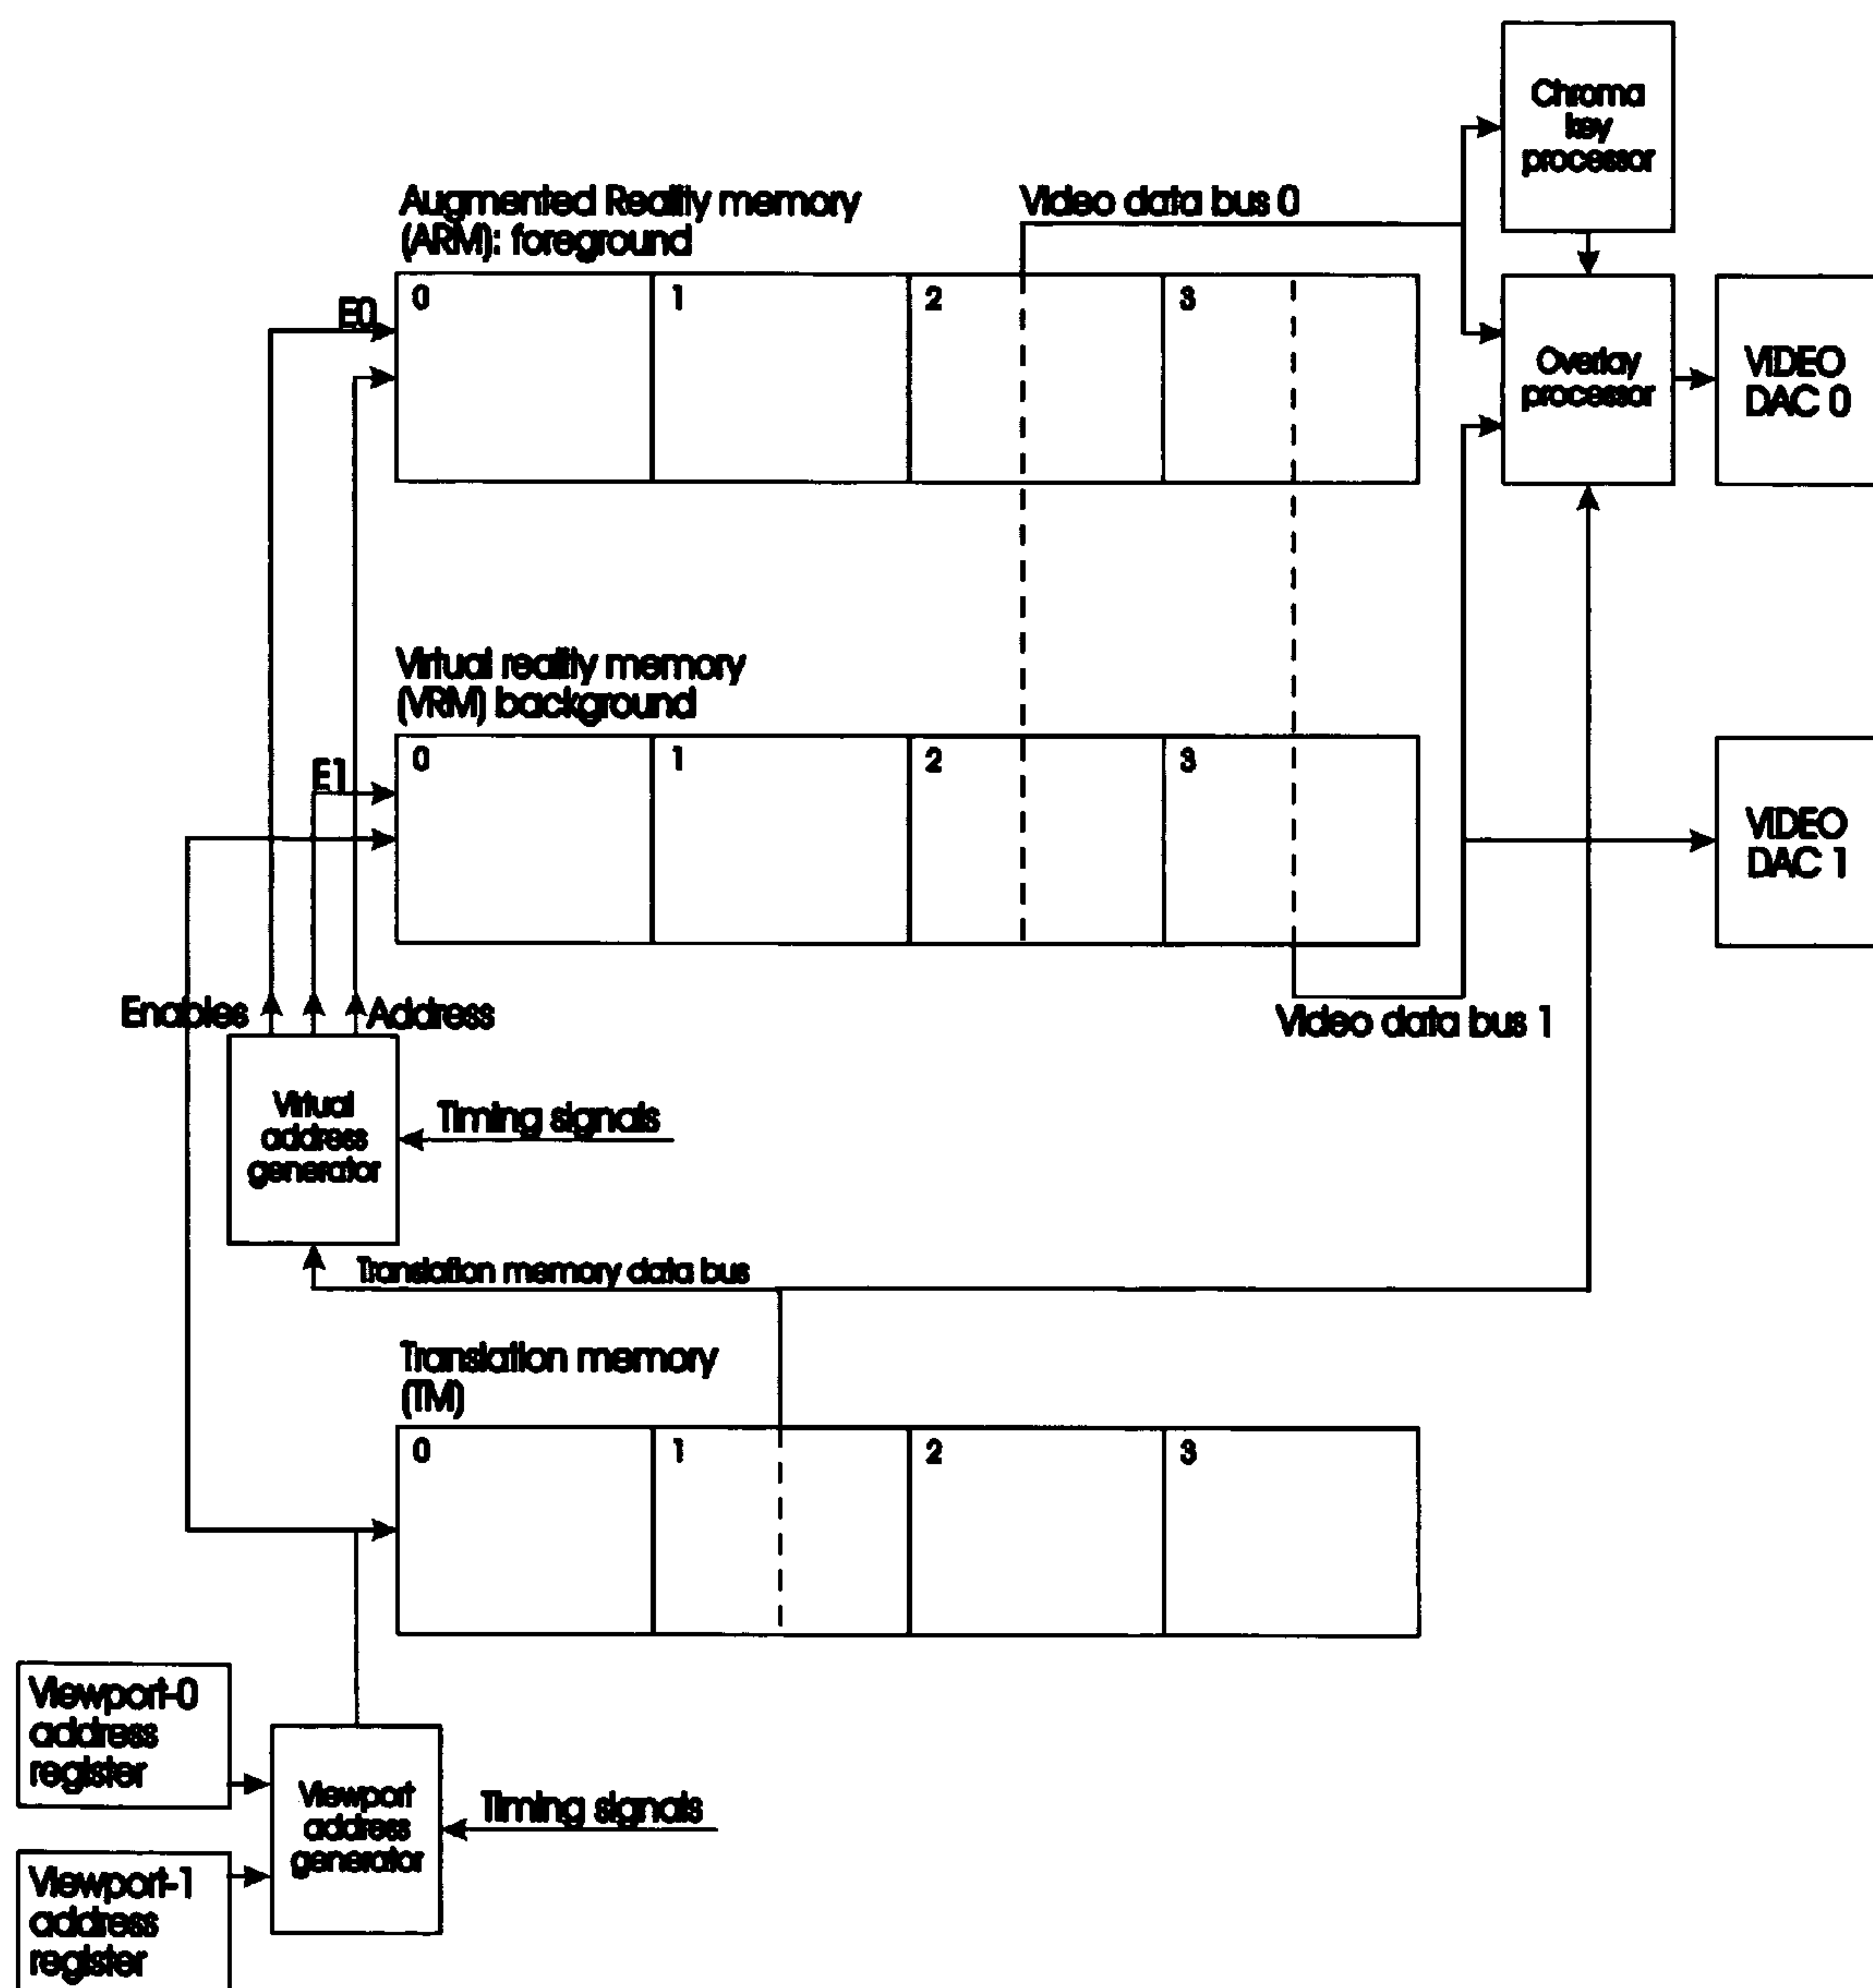 Chroma
key
processor
Augmented Reality memory
(ARM): foreground
Video data bus 0
E0
0
1
2
3
Overlay
processor
VIDEO
DAC 0
Virtual reality memory
(VRM) background
E1
0
1
2
3
VIDEO
DAC 1
Enables
Address
Video data bus 1
Virtual
address
generator
Timing signals
Translation memory data bus
Translation memory
(TM)
0
1
2
3
Viewport-0
address
register
Viewport
address
generator
Timing signals
Viewport-1
address
register